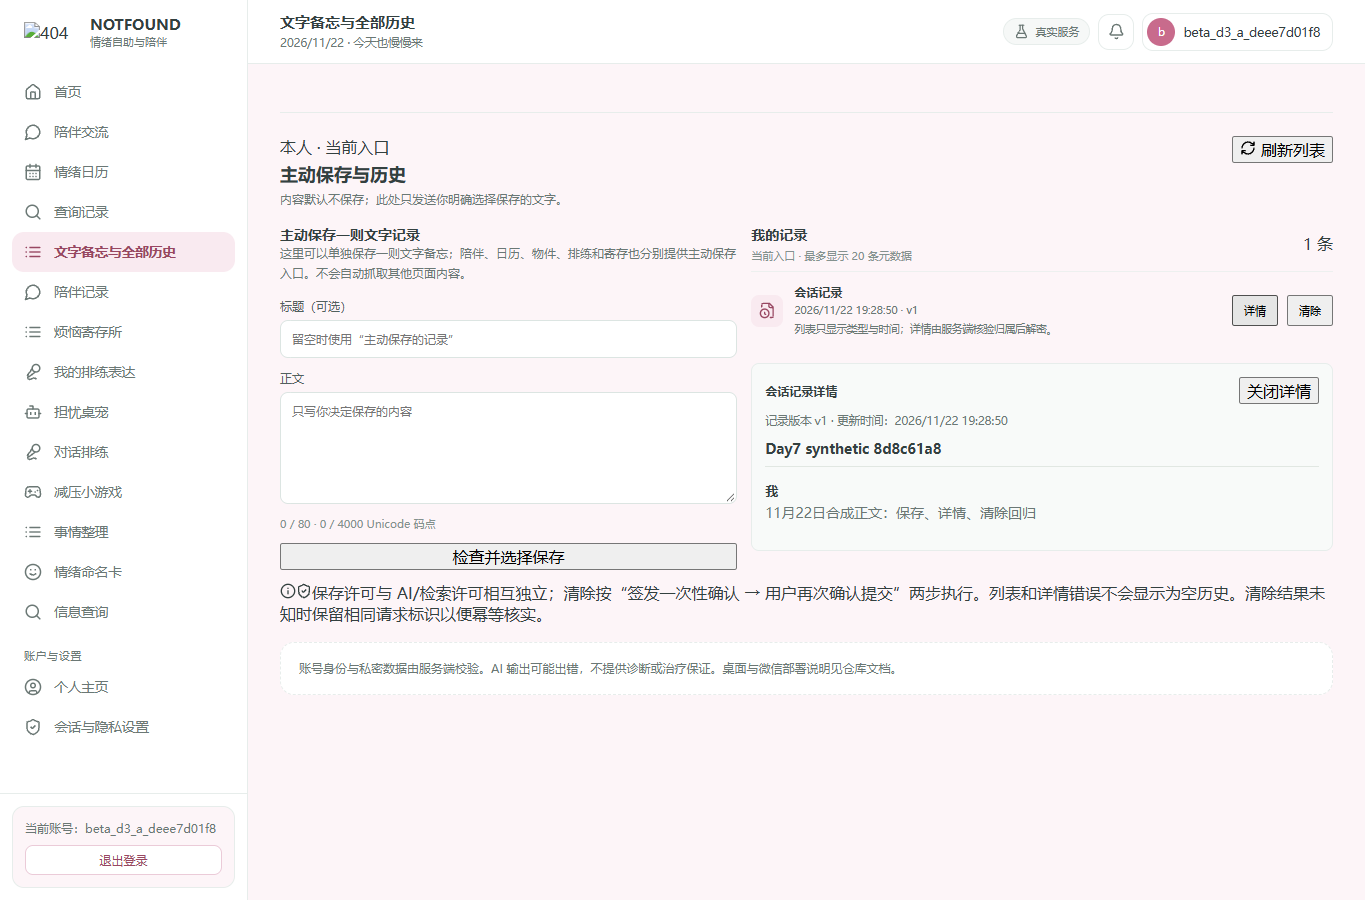 404
NOTFOUND
情绪自助与陪伴
首页
陪伴交流
情绪日历
查询记录
文字备忘与全部历史
陪伴记录
烦恼寄存所
我的排练表达
担忧桌宠
对话排练
减压小游戏
事情整理
情绪命名卡
信息查询
账户与设置
个人主页
会话与隐私设置
当前账号：beta_d3_a_deee7d01f8
退出登录
文字备忘与全部历史
2026/11/22 · 今天也慢慢来
真实服务
b
beta_d3_a_deee7d01f8
本人 · 当前入口
主动保存与历史
内容默认不保存；此处只发送你明确选择保存的文字。
刷新列表
主动保存一则文字记录
这里可以单独保存一则文字备忘；陪伴、日历、物件、排练和寄存也分别提供主动保存
入口。不会自动抓取其他页面内容。
标题（可选）
留空时使用“主动保存的记录”
正文
只写你决定保存的内容
0 / 80 · 0 / 4000 Unicode 码点
检查并选择保存
我的记录
当前入口 · 最多显示 20 条元数据
1 条
会话记录
2026/11/22 19:28:50 · v1
列表只显示类型与时间；详情由服务端核验归属后解密。
详情
清除
会话记录详情
关闭详情
记录版本 v1 · 更新时间：2026/11/22 19:28:50
Day7 synthetic 8d8c61a8
我
11月22日合成正文：保存、详情、清除回归
保存许可与 AI/检索许可相互独立；清除按“签发一次性确认 → 用户再次确认提交”两步执行。列表和详情错误不会显示为空历史。清除结果未
知时保留相同请求标识以便幂等核实。
账号身份与私密数据由服务端校验。AI 输出可能出错，不提供诊断或治疗保证。桌面与微信部署说明见仓库文档。